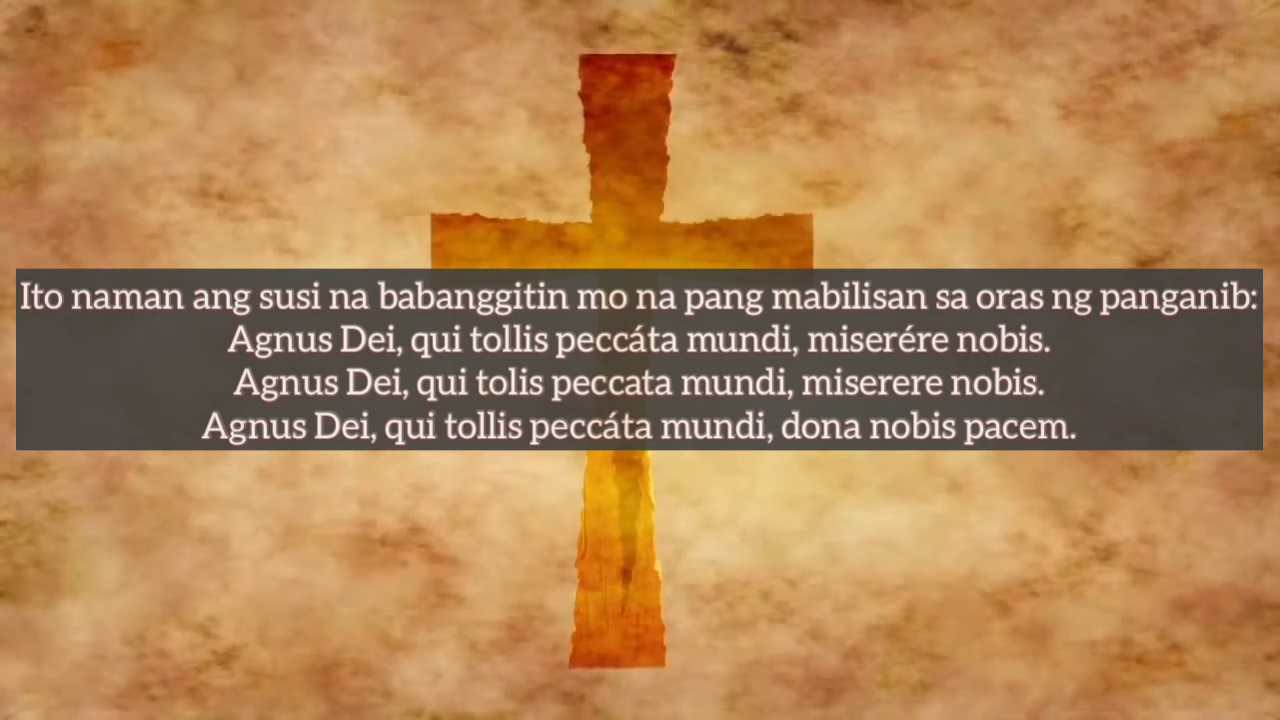 Ito naman ang susi na babanggitin mo na pang mabilisan sa oras ng panganib:
Agnus Dei, qui tollis peccáta mundi, miserére nobis.
Agnus Dei, qui tolis peccata mundi, miserere nobis.
Agnus Dei, qui tollis peccáta mundi, dona nobis pacem.